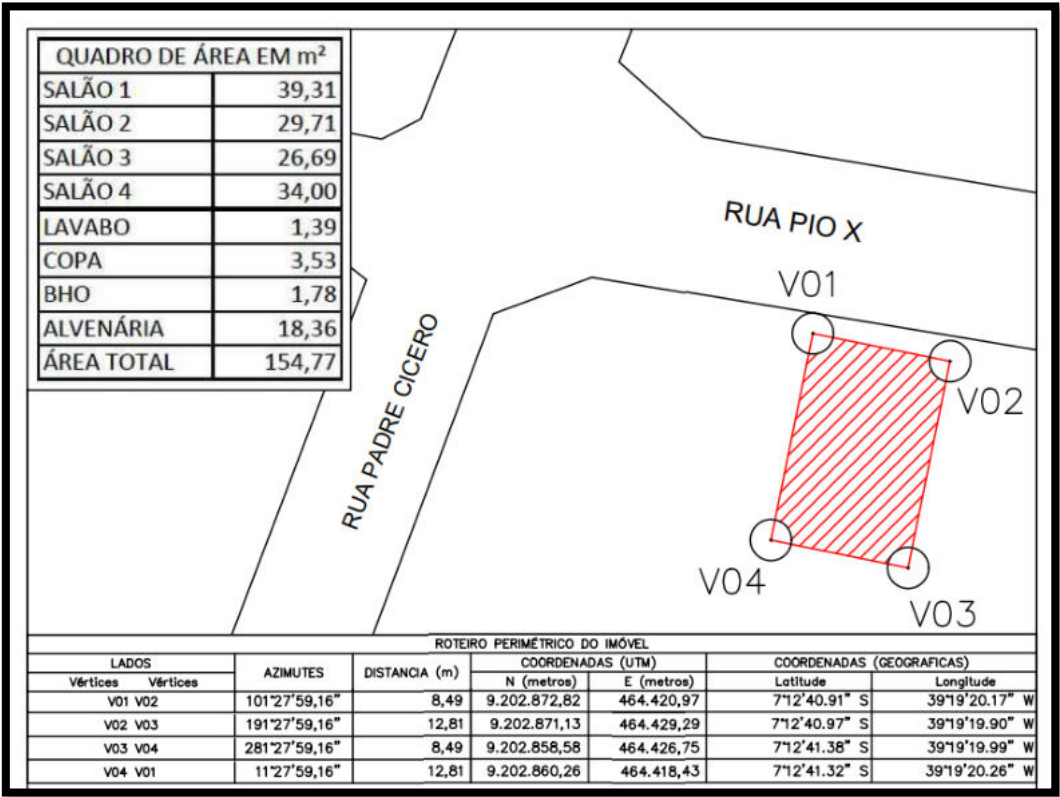 QUADRO DE ÁREA EM m²
SALÃO 1 39,31
SALÃO 2 29,71
SALÃO 3 26,69
SALÃO 4 34,00
LAVABO 1,39
COPA 3,53
BHO 1,78
ALVENÁRIA 18,36
ÁREA TOTAL 154,77
RUA PIO X
RUA PADRE CICERO
V01
V02
V04
V03
ROTEIRO PERIMÉTRICO DO IMÓVEL
LADOS AZIMUTES DISTANCIA (m) COORDENADAS (UTM) COORDENADAS (GEOGRAFICAS)
Vértices Vértices N (metros) E (metros) Latitude Longitude
V01 V02 101°27'59,16" 8,49 9.202.872,82 464.420,97 7°12'40.91" S 39°19'20.17" W
V02 V03 191°27'59,16" 12,81 9.202.871,13 464.429,29 7°12'40.97" S 39°19'19.90" W
V03 V04 281°27'59,16" 8,49 9.202.858,58 464.426,75 7°12'41.38" S 39°19'19.99" W
V04 V01 11°27'59,16" 12,81 9.202.860,26 464.418,43 7°12'41.32" S 39°19'20.26" W